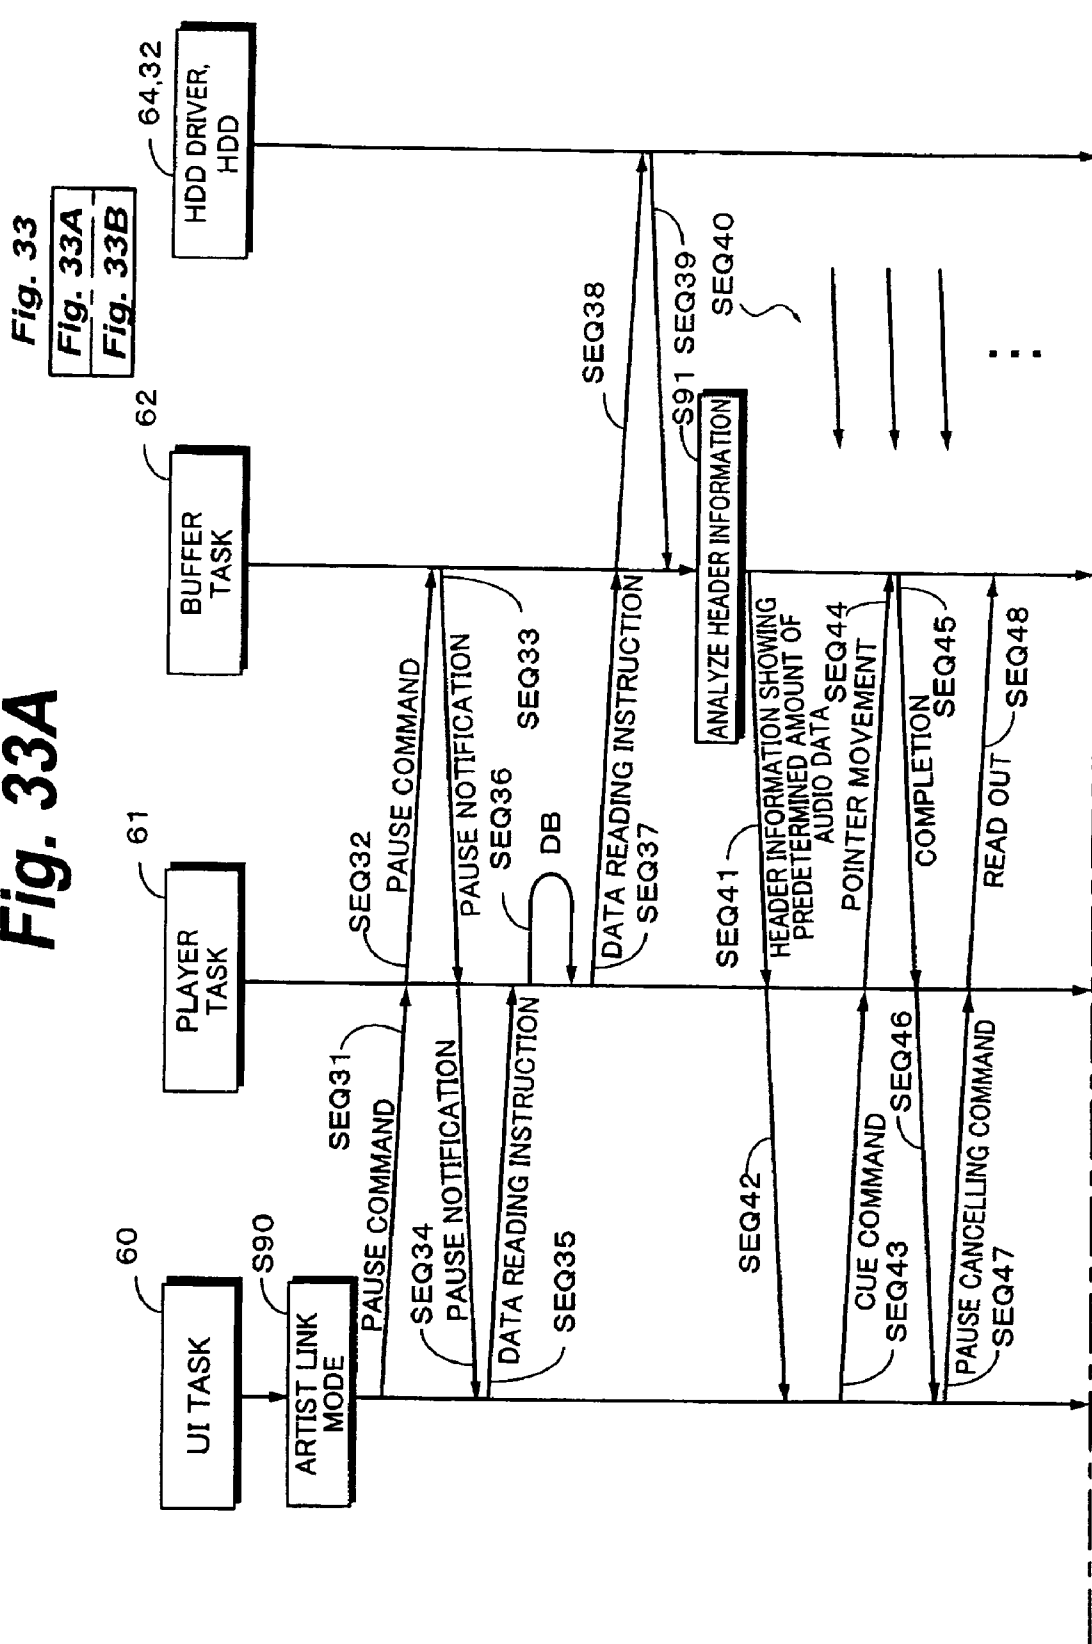 Fig. 33A
Fig. 33
Fig. 33A
Fig. 33B
60
UI TASK
61
PLAYER
TASK
62
BUFFER
TASK
64,32
HDD DRIVER,
HDD
S90
ARTIST LINK
MODE
PAUSE COMMAND
SEQ31
SEQ32
PAUSE COMMAND
SEQ34
PAUSE NOTIFICATION
PAUSE NOTIFICATION
SEQ33
DATA READING INSTRUCTION
SEQ35
SEQ36
DB
DATA READING INSTRUCTION
SEQ37
SEQ38
SEQ39
S91
ANALYZE HEADER INFORMATION
SEQ40
SEQ41
HEADER INFORMATION SHOWING
PREDETERMINED AMOUNT OF
AUDIO DATA
SEQ42
CUE COMMAND
SEQ43
POINTER MOVEMENT
SEQ44
COMPLETION
SEQ45
SEQ46
PAUSE CANCELLING COMMAND
SEQ47
READ OUT
SEQ48